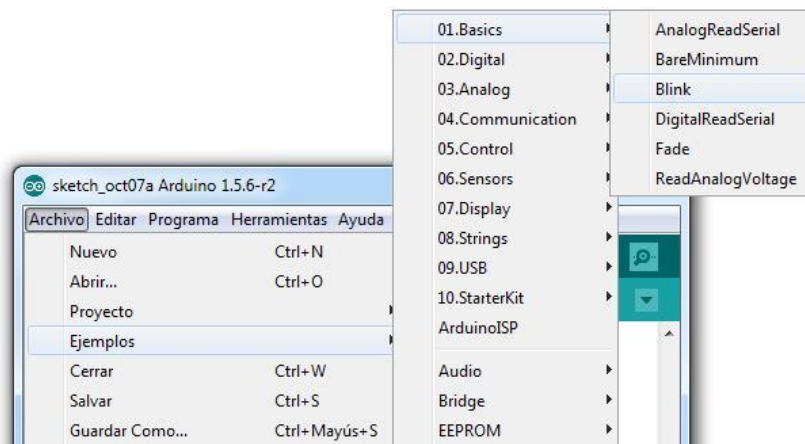 sketch_oct07a Arduino 1.5.6-r2
Archivo Editar Programa Herramientas Ayuda
Nuevo Ctrl+N
Abrir... Ctrl+O
Proyecto
Ejemplos
Cerrar Ctrl+W
Salvar Ctrl+S
Guardar Como... Ctrl+Mayús+S
01.Basics
02.Digital
03.Analog
04.Communication
05.Control
06.Sensors
07.Display
08.Strings
09.USB
10.StarterKit
ArduinoISP
Audio
Bridge
EEPROM
AnalogReadSerial
BareMinimum
Blink
DigitalReadSerial
Fade
ReadAnalogVoltage